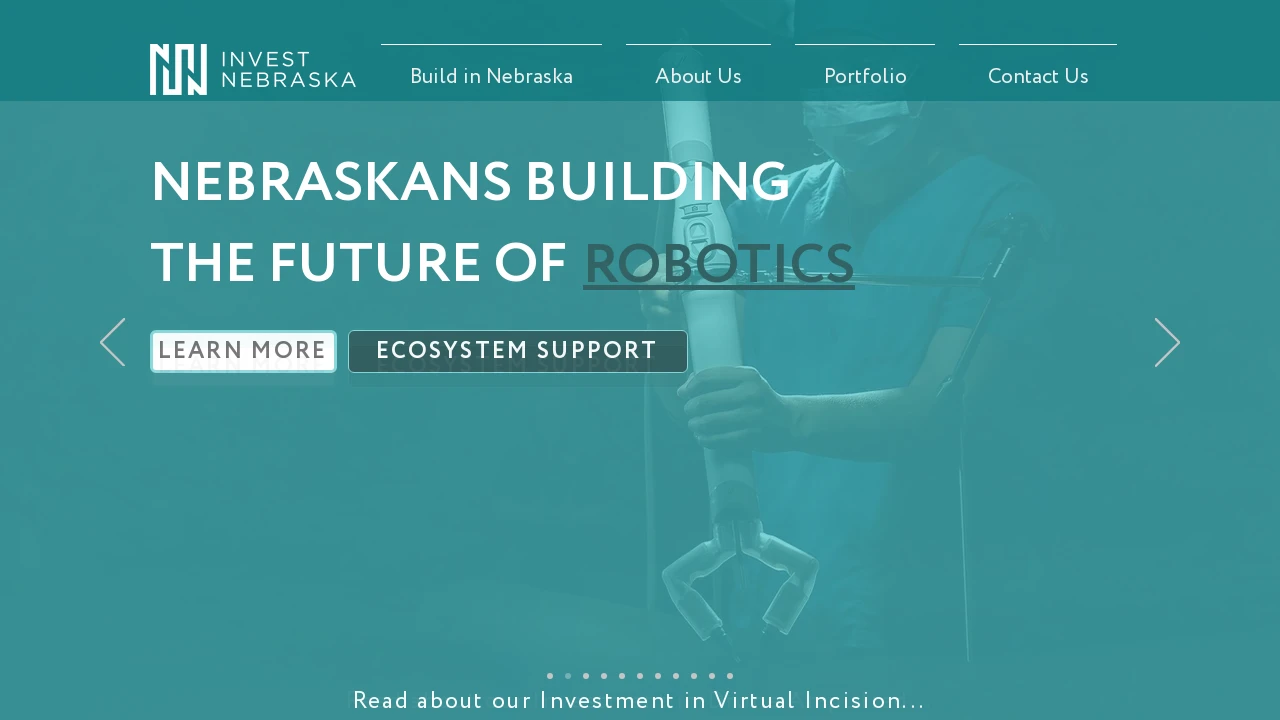 INVEST
NEBRASKA
Build in Nebraska
About Us
Portfolio
Contact Us
NEBRASKANS BUILDING
THE FUTURE OF ROBOTICS
LEARN MORE
ECOSYSTEM SUPPORT
Read about our Investment in Virtual Incision...